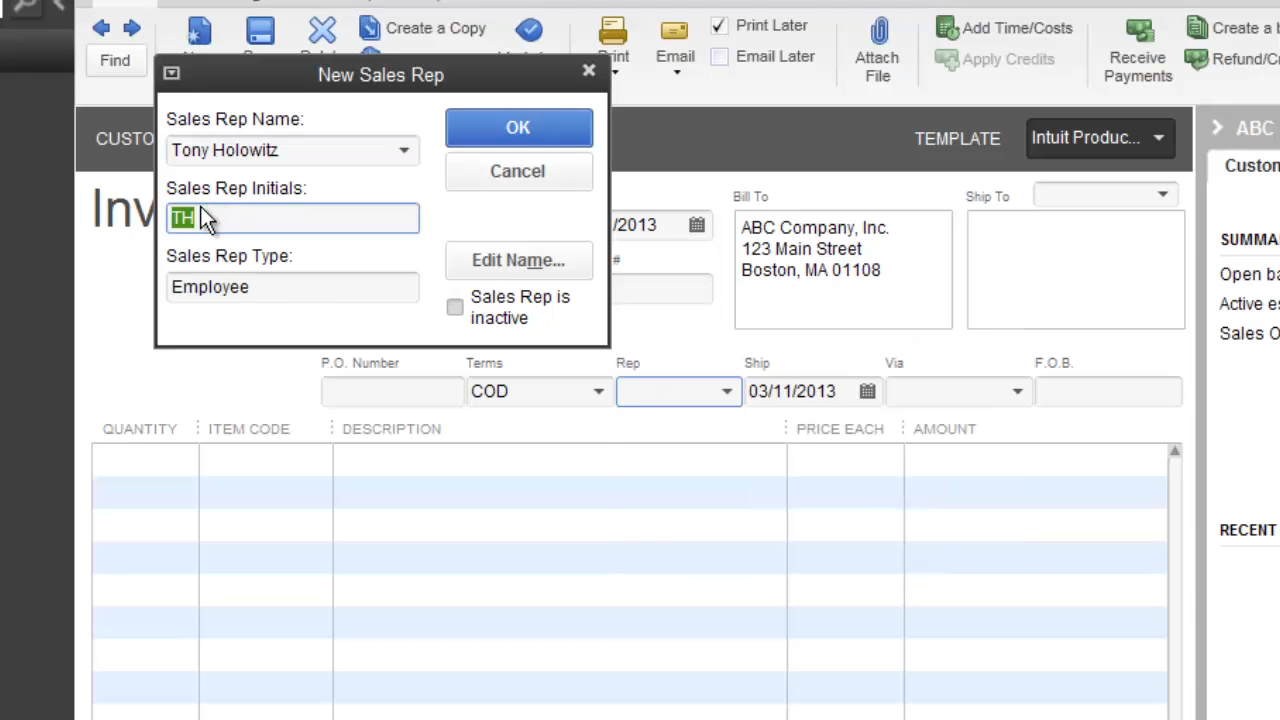 Create a Copy
Print Later
Add Time/Costs
Create a b
Find
Print
Email
Email Later
Attach
File
Apply Credits
Receive
Payments
Refund/Cr
New Sales Rep
Sales Rep Name:
OK
Tony Holowitz
Cancel
Sales Rep Initials:
TH
Sales Rep Type:
Edit Name...
Employee
Sales Rep is
inactive
CUSTO
TEMPLATE
Intuit Produc...
ABC
Custom
Inv
/2013
#
Bill To
ABC Company, Inc.
123 Main Street
Boston, MA 01108
Ship To
SUMMA
Open ba
Active es
Sales O
P.O. Number
Terms
Rep
Ship
Via
F.O.B.
COD
03/11/2013
QUANTITY
ITEM CODE
DESCRIPTION
PRICE EACH
AMOUNT
RECENT